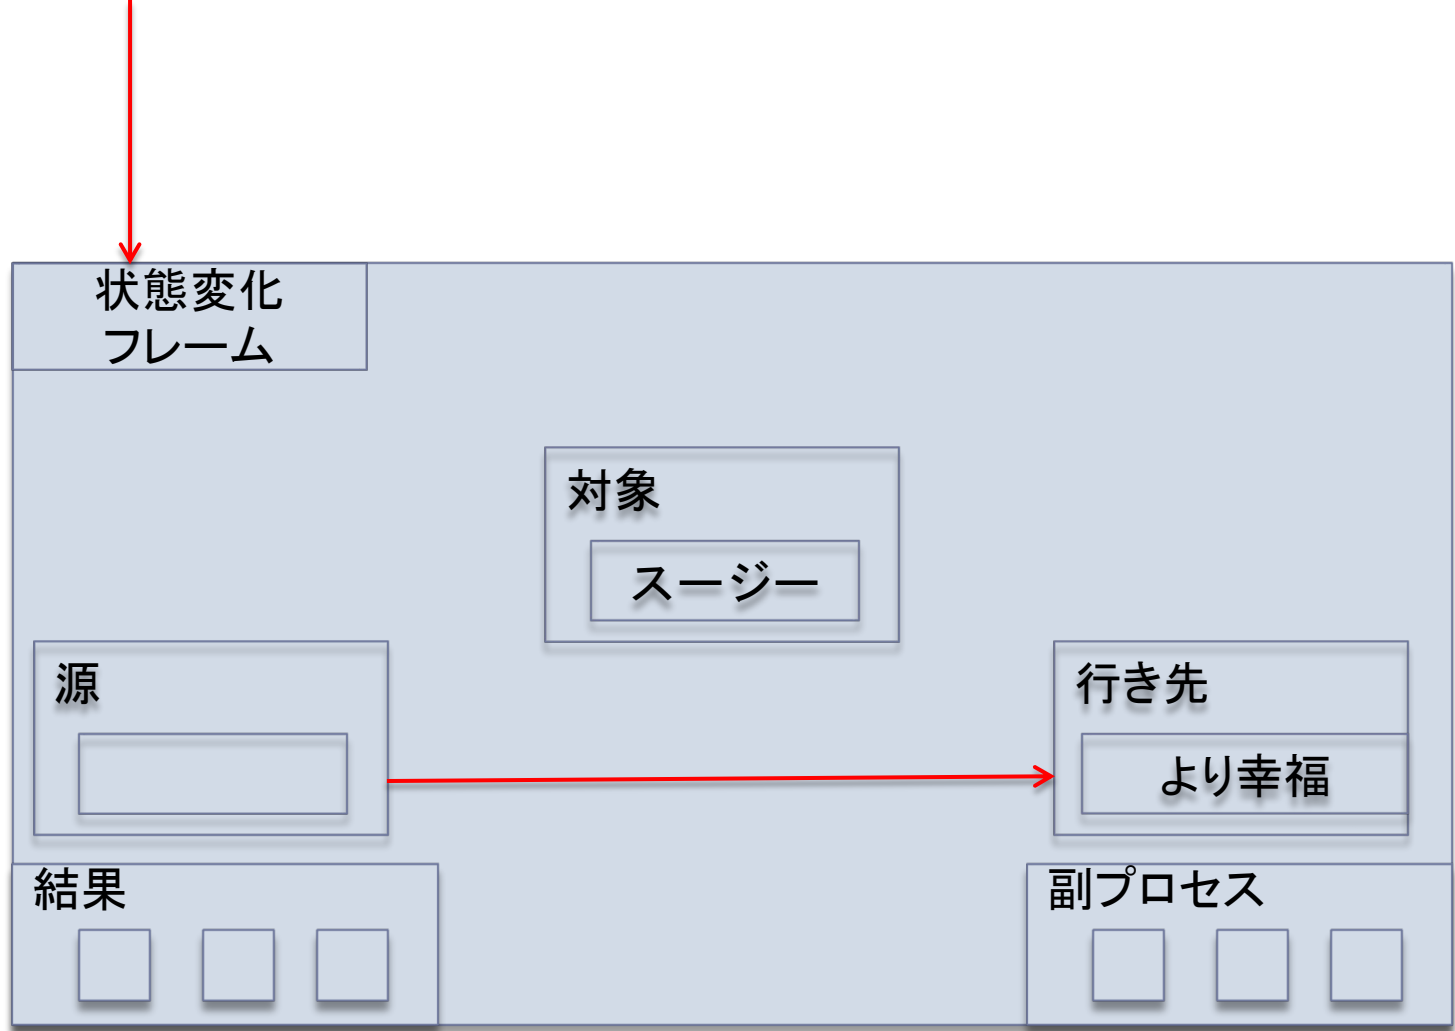 状態変化
フレーム
対象
スージー
源
行き先
より幸福
結果
副プロセス